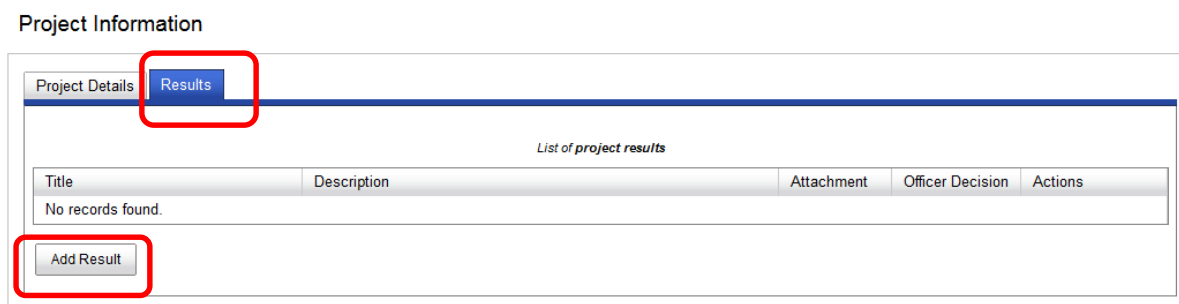 Project Information
Project Details Results
List of project results
Title Description Attachment Officer Decision Actions
No records found.
Add Result